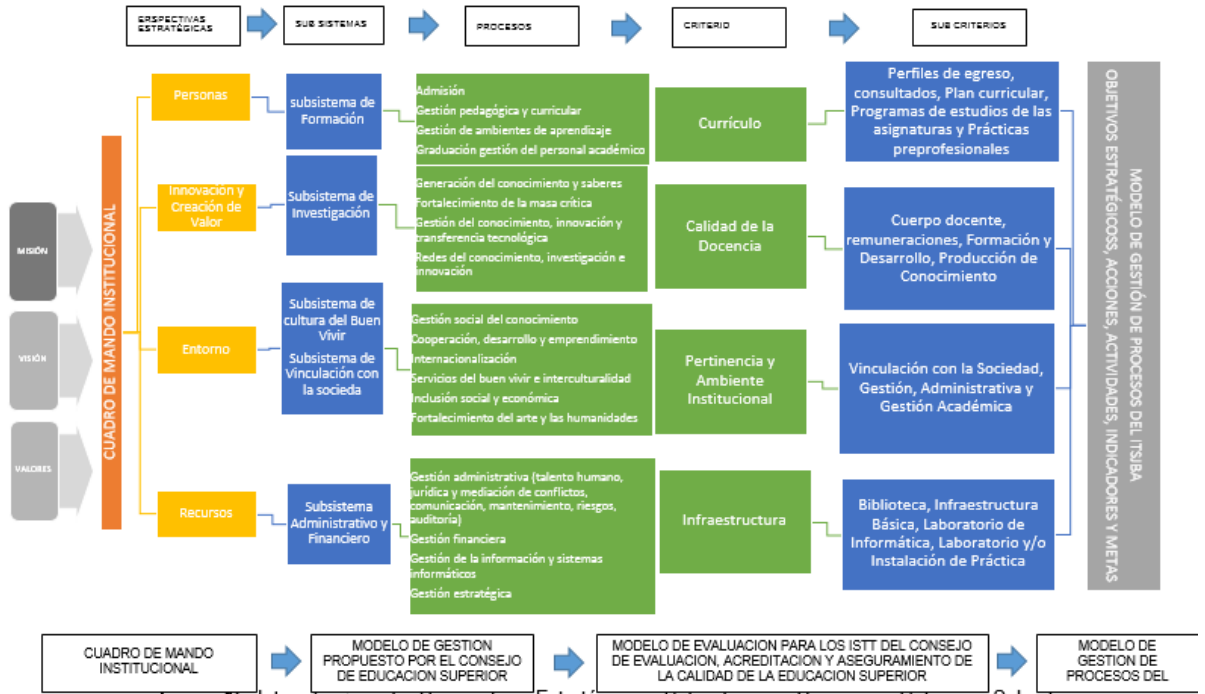 ERSPECTIVAS
ESTRATÉGICAS
SUB SISTEMAS
PROCESOS
CRITERIO
SUB CRITERIOS
MISIÓN
VISIÓN
VALORES
CUADRO DE MANDO INSTITUCIONAL
Personas
subsistema de
Formación
Admisión
Gestión pedagógica y curricular
Gestión de ambientes de aprendizaje
Graduación gestión del personal académico
Currículo
Perfiles de egreso,
consultados, Plan curricular,
Programas de estudios de las
asignaturas y Prácticas
preprofesionales
Innovación y
Creación de
Valor
Subsistema de
Investigación
Generación del conocimiento y saberes
Fortalecimiento de la masa crítica
Gestión del conocimiento, innovación y
transferencia tecnológica
Redes del conocimiento, investigación e
innovación
Calidad de la
Docencia
Cuerpo docente,
remuneraciones, Formación y
Desarrollo, Producción de
Conocimiento
Entorno
Subsistema de
cultura del Buen
Vivir
Subsistema de
Vinculación con
la socieda
Gestión social del conocimiento
Cooperación, desarrollo y emprendimiento
Internacionalización
Servicios del buen vivir e interculturalidad
Inclusión social y económica
Fortalecimiento del arte y las humanidades
Pertinencia y
Ambiente
Institucional
Vinculación con la Sociedad,
Gestión, Administrativa y
Gestión Académica
Recursos
Subsistema
Administrativo y
Financiero
Gestión administrativa (talento humano,
jurídica y mediación de conflictos,
comunicación, mantenimiento, riesgos,
auditoría)
Gestión financiera
Gestión de la información y sistemas
informáticos
Gestión estratégica
Infraestructura
Biblioteca, Infraestructura
Básica, Laboratorio de
Informática, Laboratorio y/o
Instalación de Práctica
MODELO DE GESTIÓN DE PROCESOS DEL ITSJBA
OBJETIVOS ESTRATÉGICOSS, ACCIONES, ACTIVIDADES, INDICADORES Y METAS
CUADRO DE MANDO
INSTITUCIONAL
MODELO DE GESTION
PROPUESTO POR EL CONSEJO
DE EDUCACION SUPERIOR
MODELO DE EVALUACION PARA LOS ISTT DEL CONSEJO
DE EVALUACION, ACREDITACION Y ASEGURAMIENTO DE
LA CALIDAD DE LA EDUCACION SUPERIOR
MODELO DE
GESTION DE
PROCESOS DEL